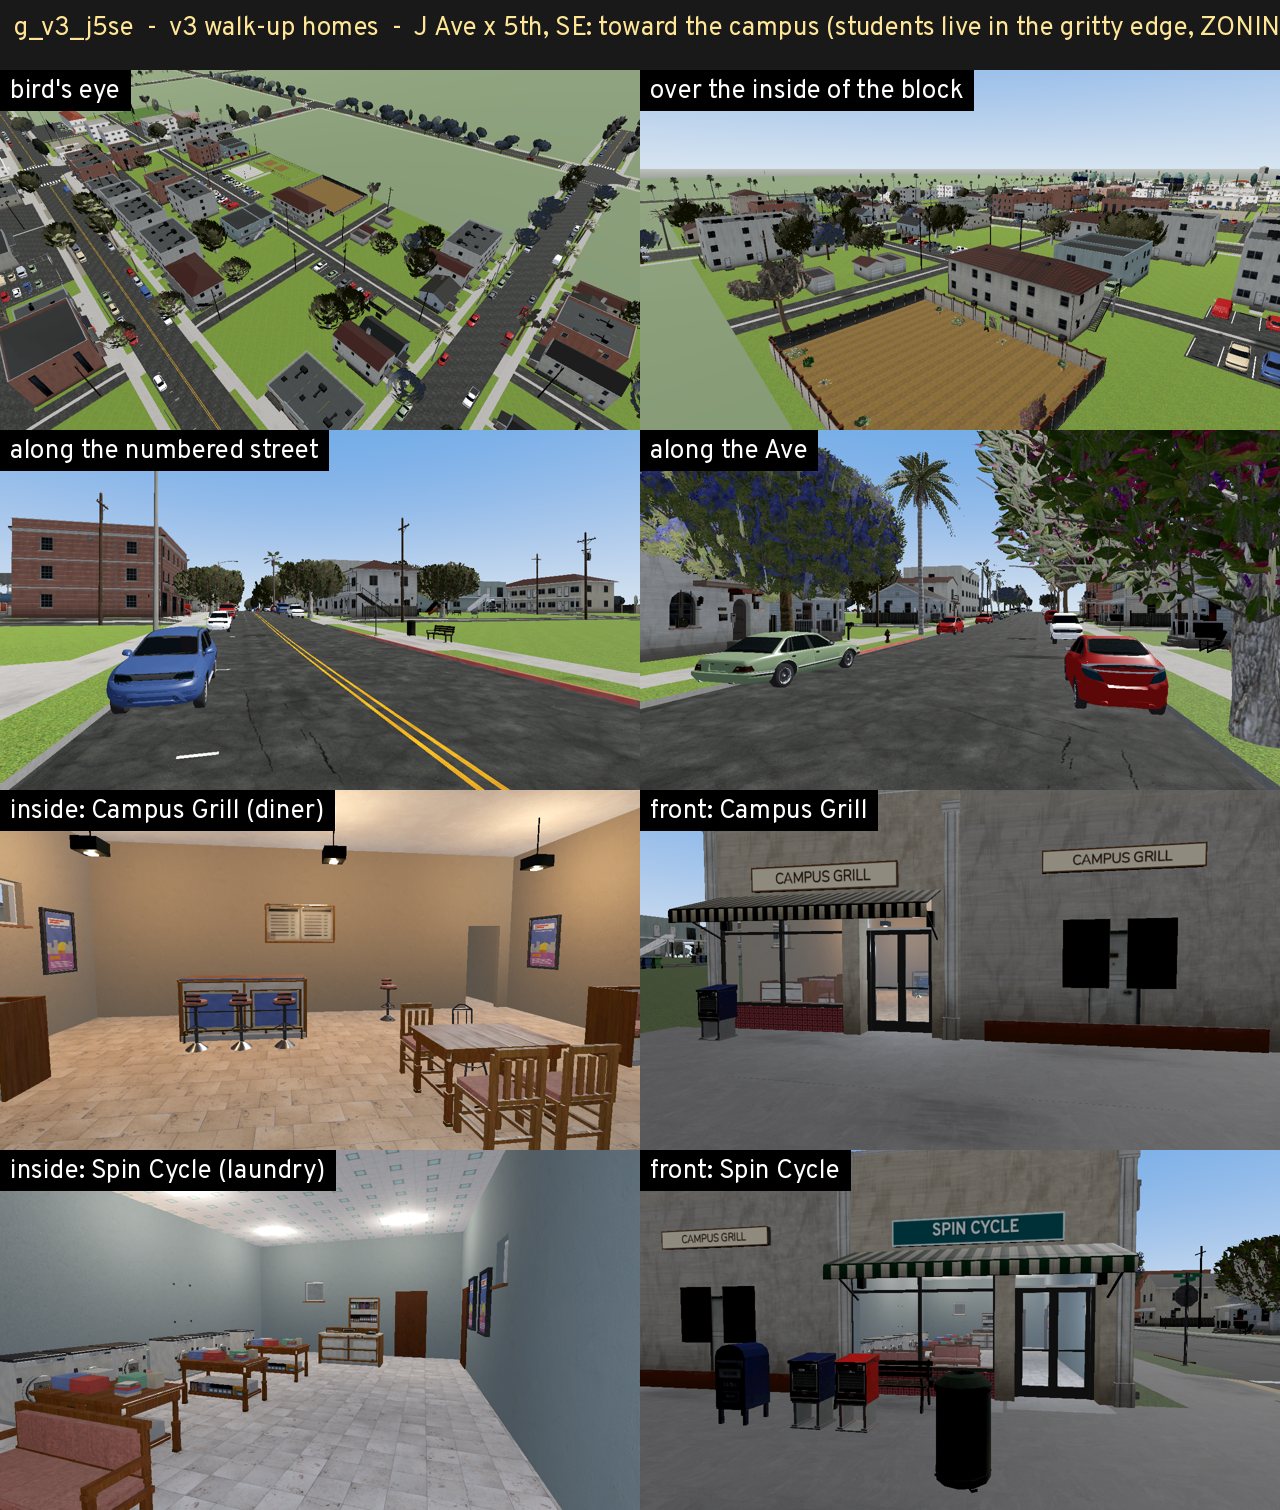 g_v3_j5se - v3 walk-up homes - J Ave x 5th, SE: toward the campus (students live in the gritty edge, ZONIN
bird's eye
over the inside of the block
along the numbered street
along the Ave
inside: Campus Grill (diner)
front: Campus Grill
CAMPUS GRILL
CAMPUS GRILL
inside: Spin Cycle (laundry)
front: Spin Cycle
CAMPUS GRILL
SPIN CYCLE